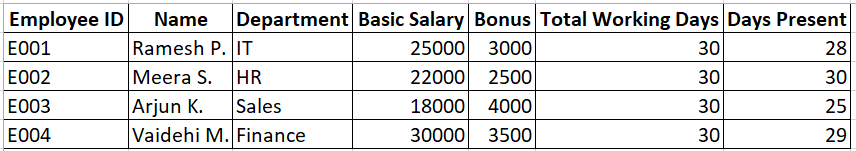 Employee ID Name Department Basic Salary Bonus Total Working Days Days Present
E001 Ramesh P. IT 25000 3000 30 28
E002 Meera S. HR 22000 2500 30 30
E003 Arjun K. Sales 18000 4000 30 25
E004 Vaidehi M. Finance 30000 3500 30 29